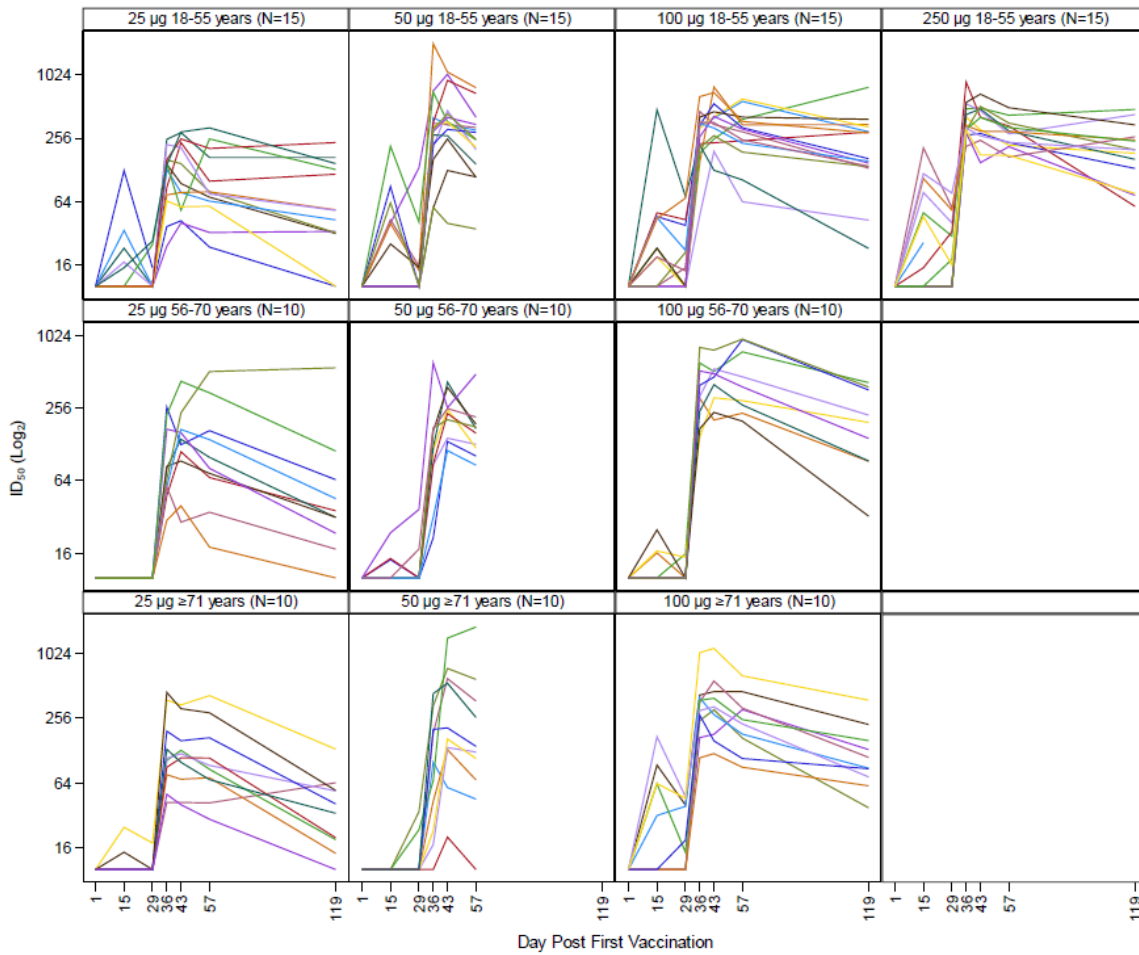 25 µg 18-55 years (N=15)
50 µg 18-55 years (N=15)
100 µg 18-55 years (N=15)
250 µg 18-55 years (N=15)
1024
256
64
16
25 µg 56-70 years (N=10)
50 µg 56-70 years (N=10)
100 µg 56-70 years (N=10)
1024
256
64
16
ID₅₀ (Log₂)
25 µg ≥71 years (N=10)
50 µg ≥71 years (N=10)
100 µg ≥71 years (N=10)
1024
256
64
16
1 15 29 36 43 57 119
1 15 29 36 43 57 119
1 15 29 36 43 57 119
1 15 29 36 43 57 119
Day Post First Vaccination